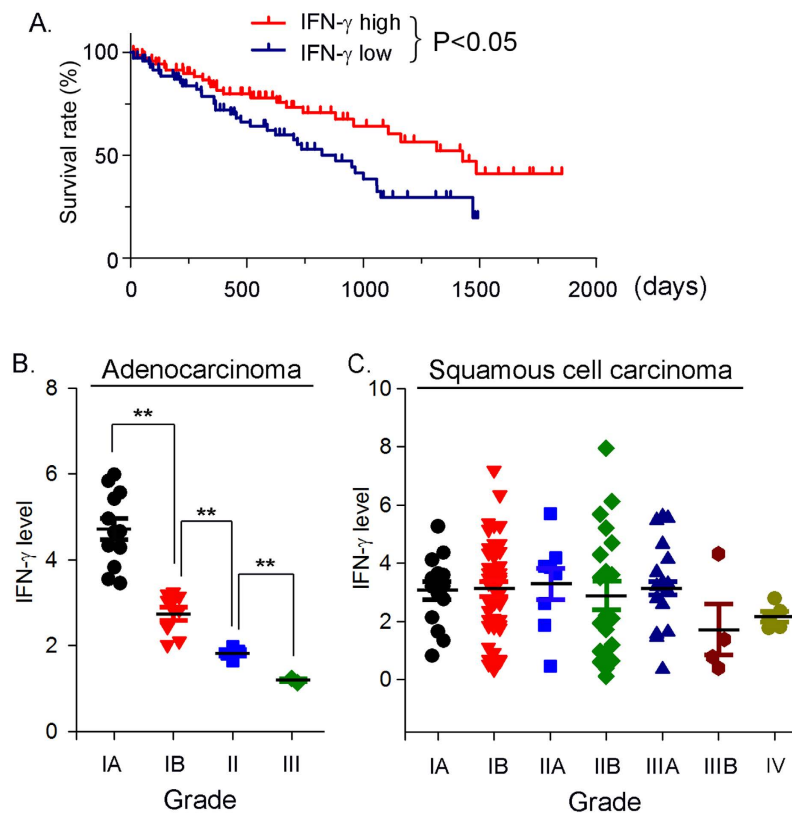 A.
IFN-γ high
IFN-γ low
P<0.05
Survival rate (%)
100
50
0
0 500 1000 1500 2000 (days)
B.
Adenocarcinoma
IFN-γ level
8
6
4
2
0
**
**
**
IA IB II III
Grade
C.
Squamous cell carcinoma
IFN-γ level
10
8
6
4
2
0
IA IB IIA IIB IIIA IIIB IV
Grade